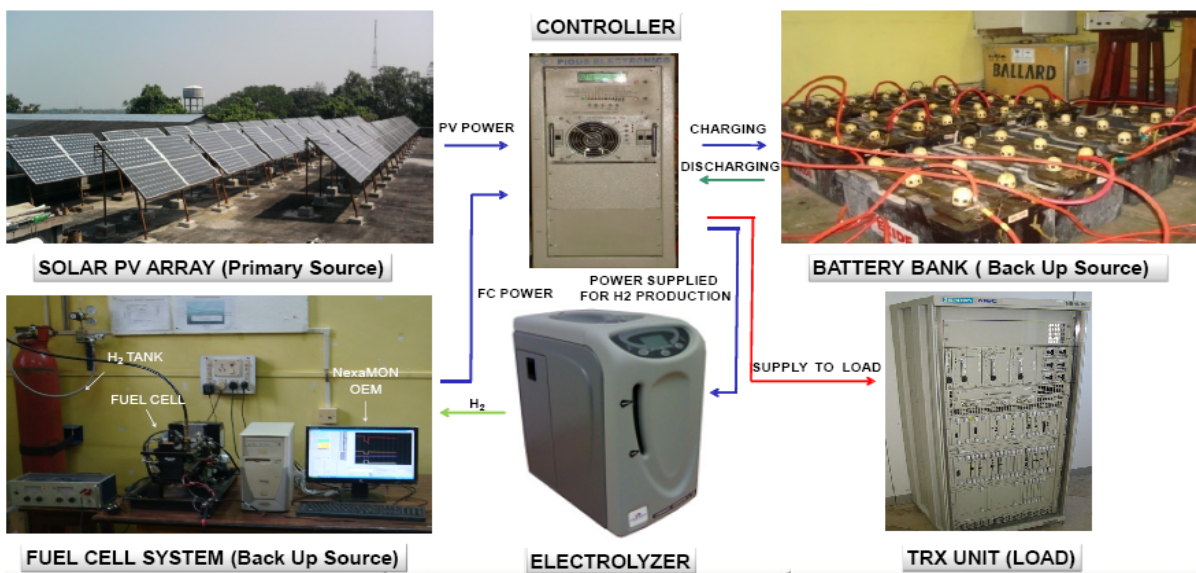 CONTROLLER
PIOUS ELECTRONICS
BALLARD
PV POWER
CHARGING
DISCHARGING
SOLAR PV ARRAY (Primary Source)
BATTERY BANK ( Back Up Source)
FC POWER
POWER SUPPLIED
FOR H2 PRODUCTION
H₂ TANK
NexaMON
OEM
FUEL CELL
SUPPLY TO LOAD
H₂
FUEL CELL SYSTEM (Back Up Source)
ELECTROLYZER
TRX UNIT (LOAD)